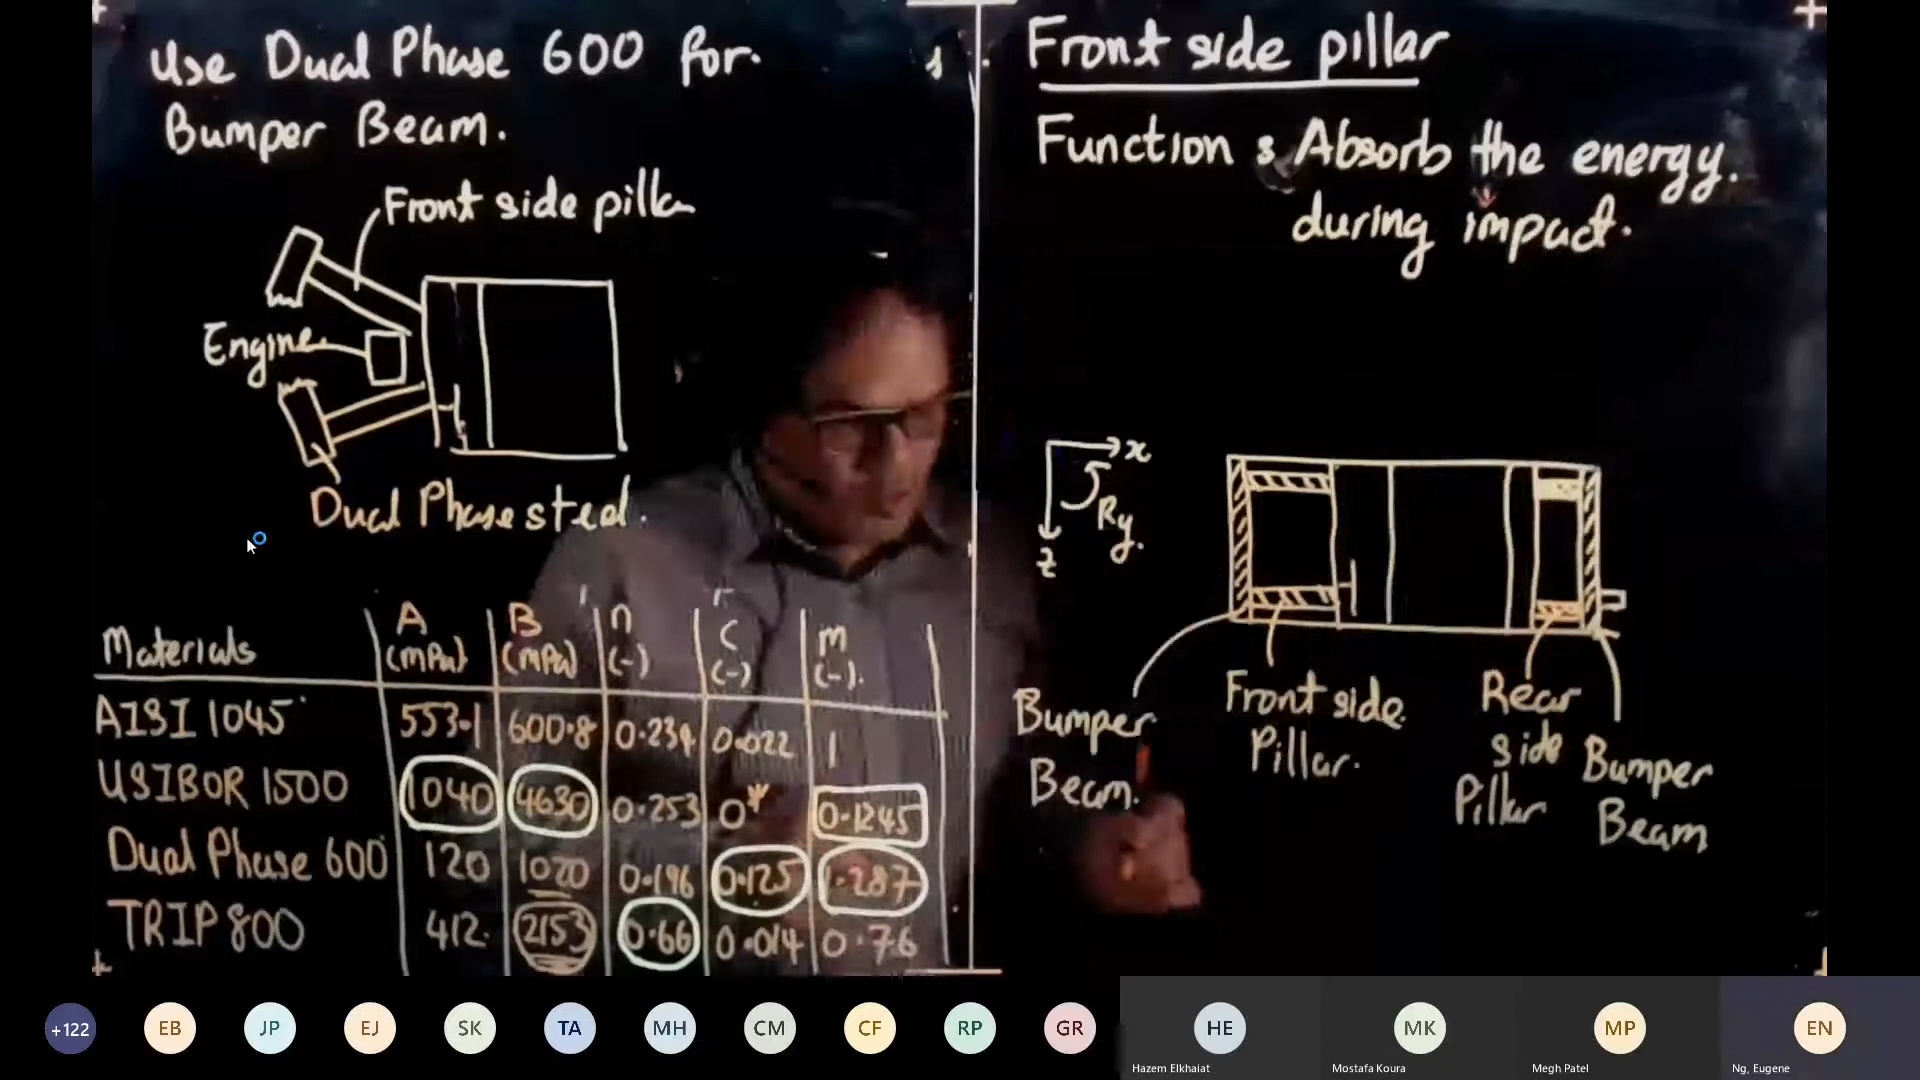 Use Dual Phase 600 for.
Bumper Beam.
Front side pilla
Engine
Dual Phase steel.
Materials A (MPa) B (MPa) n (-) C (-) m (-).
AISI 1045 553.1 600.8 0.234 0.022 1
USIBOR 1500 1040 4630 0.253 0* 0.1245
Dual Phase 600 120 1020 0.196 0.125 1.287
TRIP 800 412. 2153 0.66 0.014 0.76
Front side pillar
Function : Absorb the energy.
during impact.
x
Ry.
z
Bumper
Beam.
Front side
Pillar.
Rear
side
Pillar
Bumper
Beam
+122 EB JP EJ SK TA MH CM CF RP GR HE MK MP EN
Hazem Elkhaiat Mostafa Koura Megh Patel Ng, Eugene